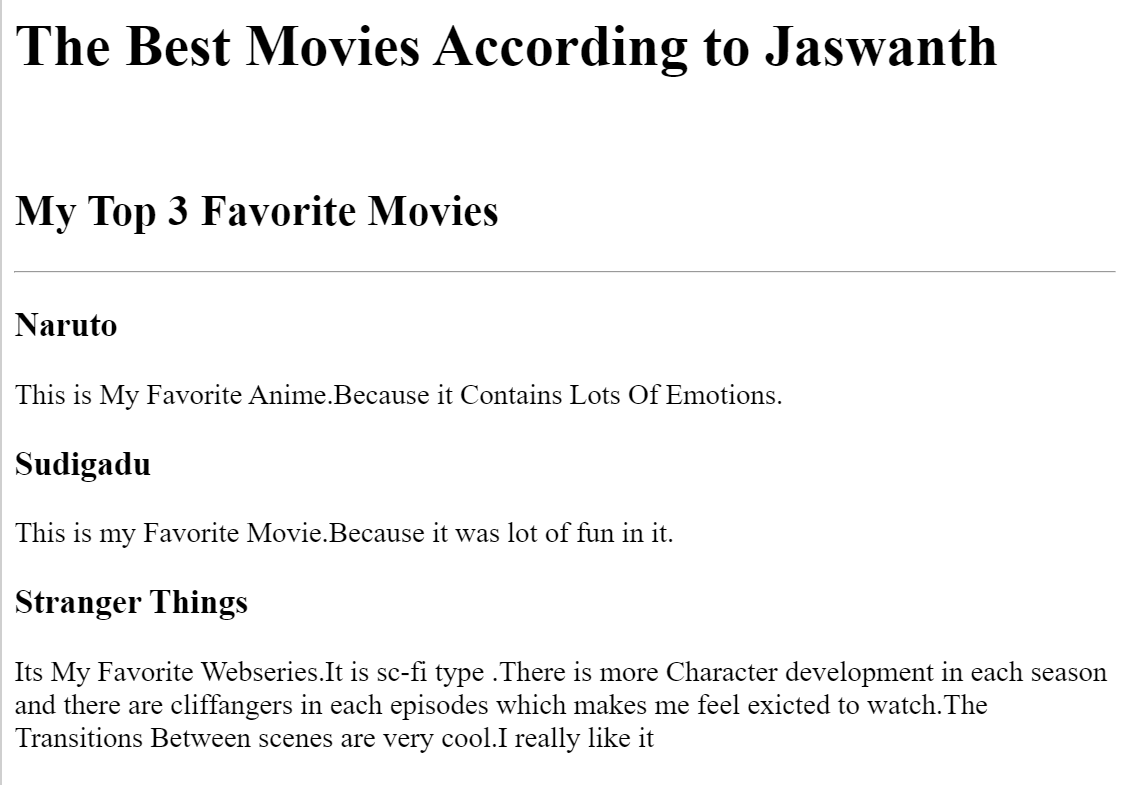 The Best Movies According to Jaswanth
My Top 3 Favorite Movies
Naruto
This is My Favorite Anime.Because it Contains Lots Of Emotions.
Sudigadu
This is my Favorite Movie.Because it was lot of fun in it.
Stranger Things
Its My Favorite Webseries.It is sc-fi type .There is more Character development in each season
and there are cliffangers in each episodes which makes me feel exicted to watch.The
Transitions Between scenes are very cool.I really like it